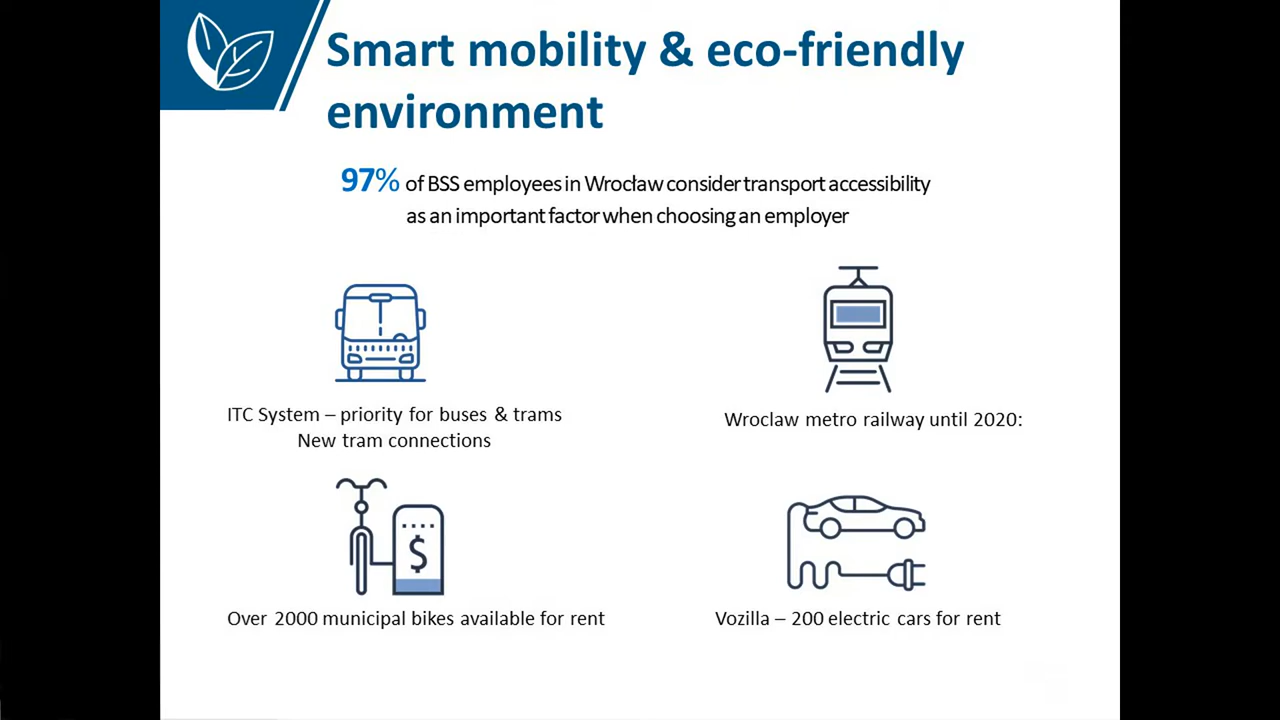 Smart mobility & eco-friendly
environment
97% of BSS employees in Wrocław consider transport accessibility
as an important factor when choosing an employer
ITC System – priority for buses & trams
New tram connections
Wroclaw metro railway until 2020:
$
Over 2000 municipal bikes available for rent
Vozilla – 200 electric cars for rent